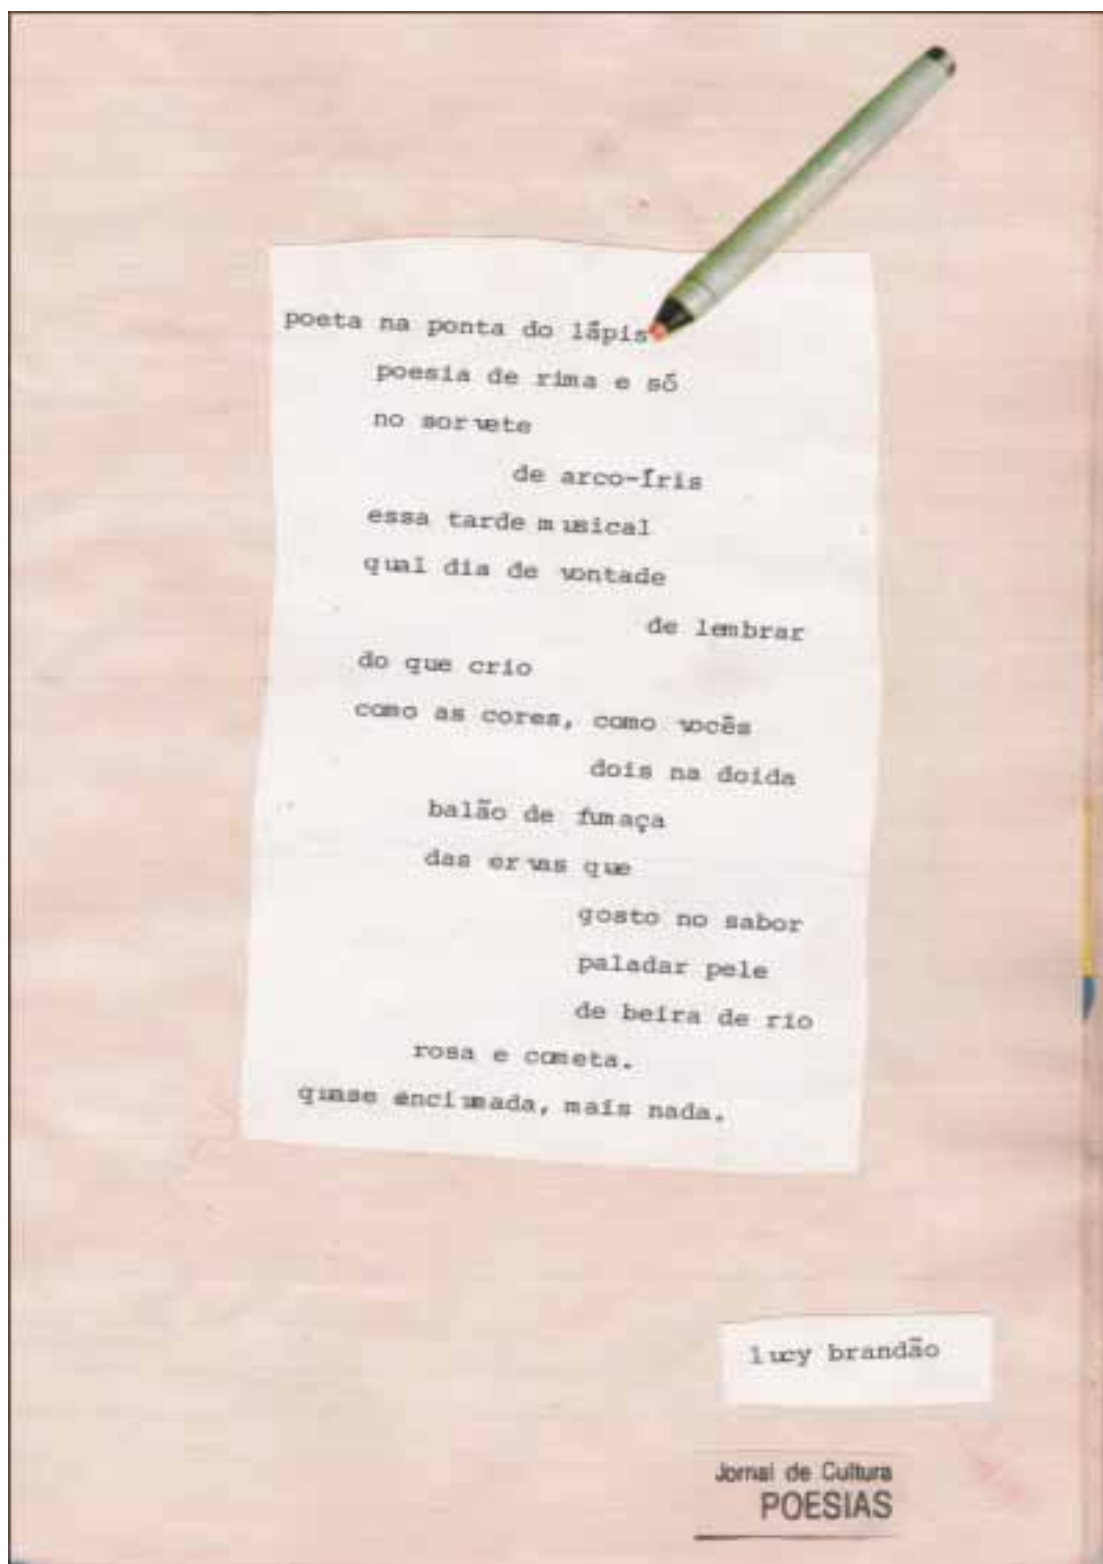 poeta na ponta do lápis
poesia de rima e só
no sorvete
de arco-íris
essa tarde musical
qual dia de vontade
de lembrar
do que crio
como as cores, como vocês
dois na doida
balão de fumaça
das ervas que
gosto no sabor
paladar pele
de beira de rio
rosa e cometa.
quase enciumada, mais nada.
lucy brandão
Jornal de Cultura
POESIAS